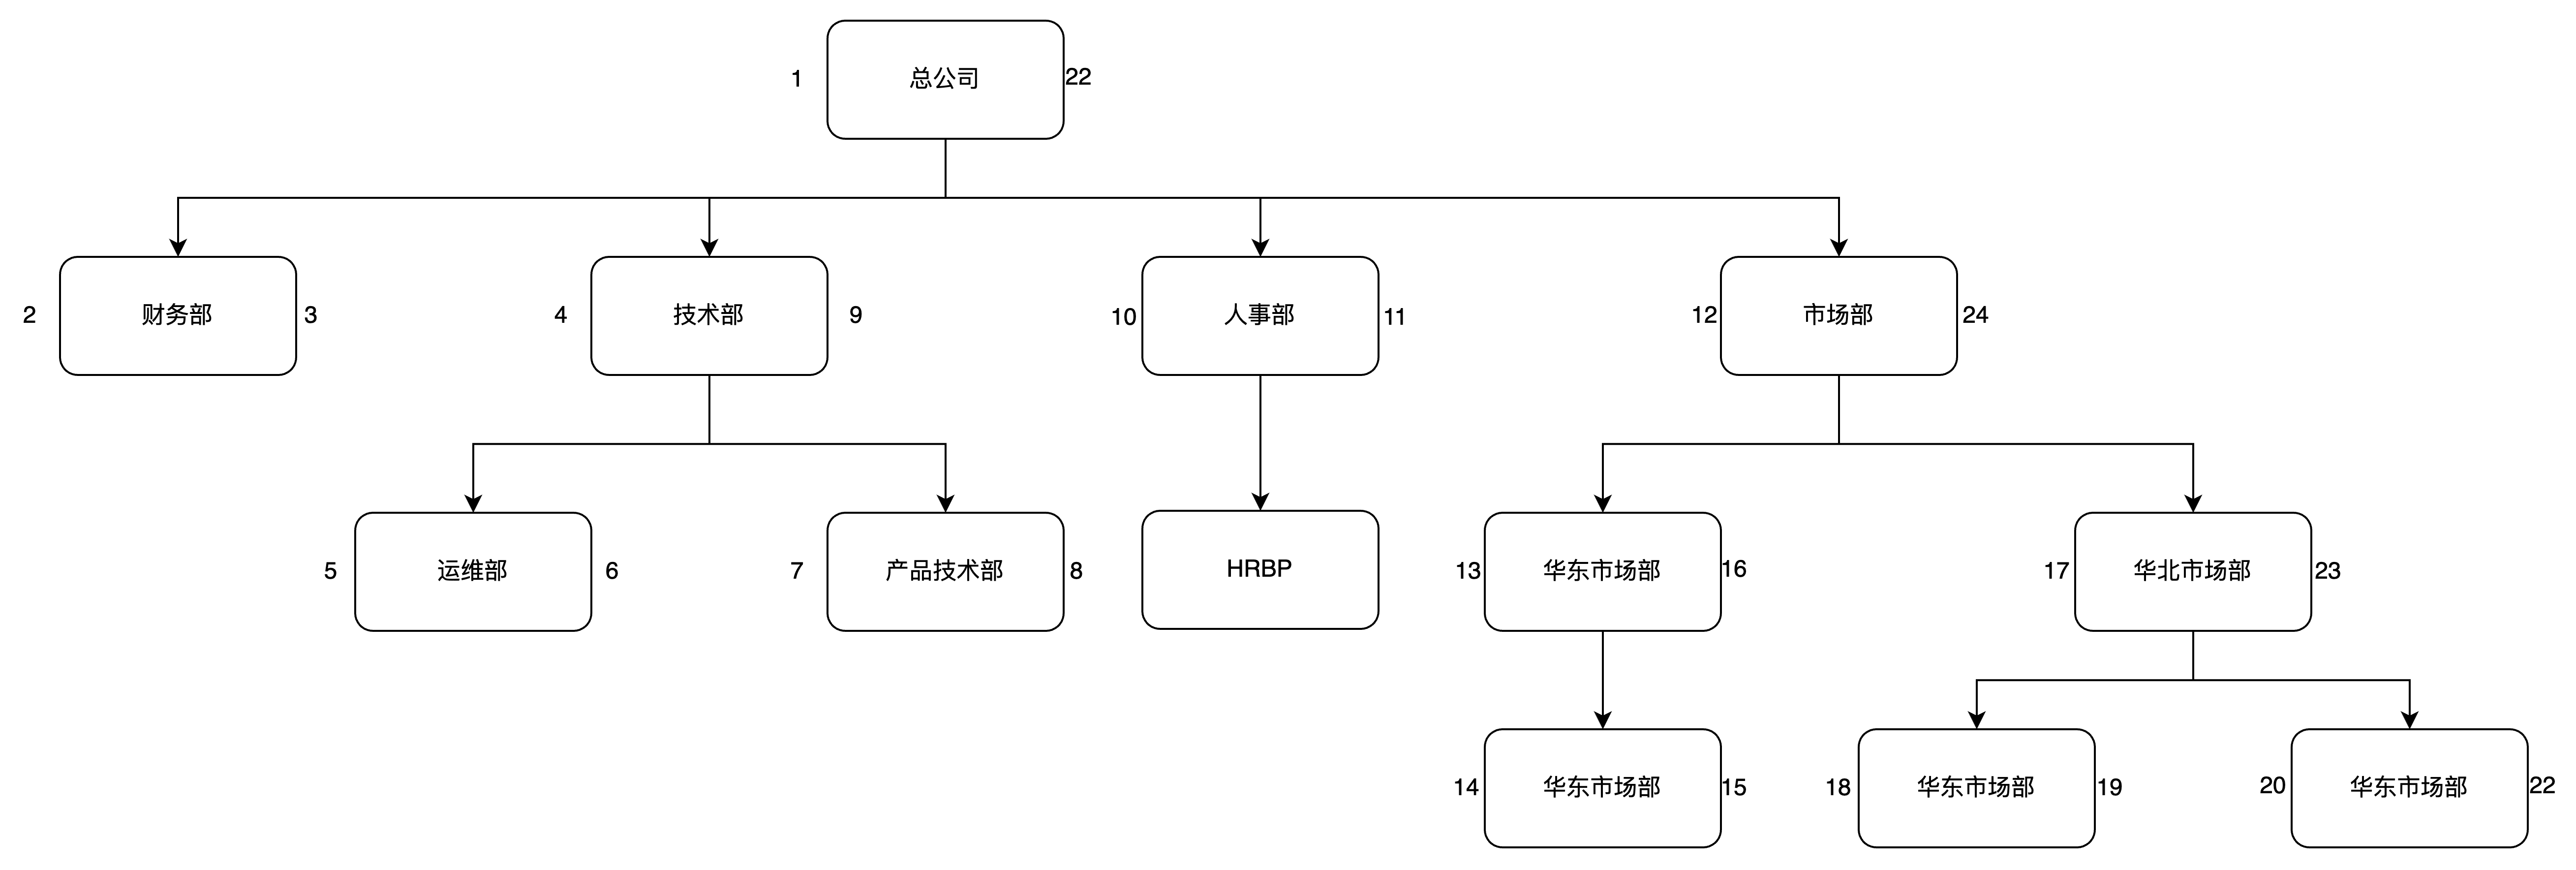 1 总公司 22
2 财务部 3
4 技术部 9
10 人事部 11
12 市场部 24
5 运维部 6
7 产品技术部 8
HRBP
13 华东市场部 16
17 华北市场部 23
14 华东市场部 15
18 华东市场部 19
20 华东市场部 22